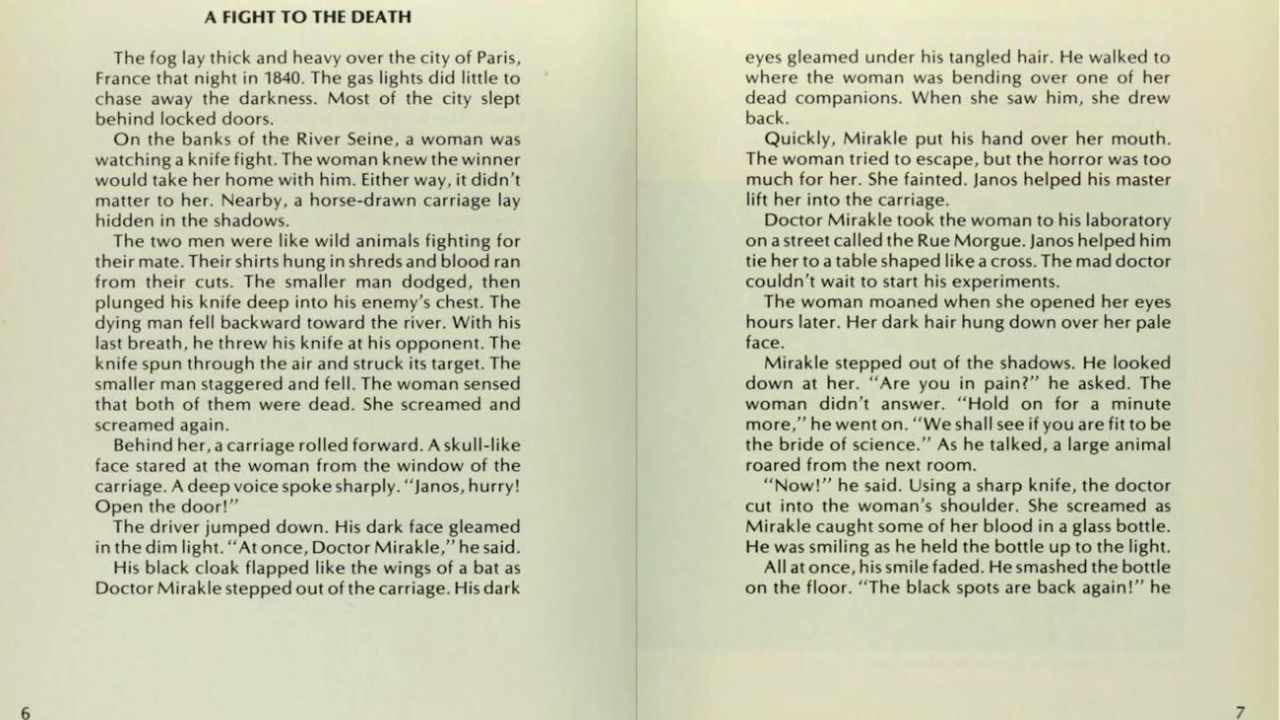 A FIGHT TO THE DEATH
The fog lay thick and heavy over the city of Paris,
France that night in 1840. The gas lights did little to
chase away the darkness. Most of the city slept
behind locked doors.
On the banks of the River Seine, a woman was
watching a knife fight. The woman knew the winner
would take her home with him. Either way, it didn't
matter to her. Nearby, a horse-drawn carriage lay
hidden in the shadows.
The two men were like wild animals fighting for
their mate. Their shirts hung in shreds and blood ran
from their cuts. The smaller man dodged, then
plunged his knife deep into his enemy's chest. The
dying man fell backward toward the river. With his
last breath, he threw his knife at his opponent. The
knife spun through the air and struck its target. The
smaller man staggered and fell. The woman sensed
that both of them were dead. She screamed and
screamed again.
Behind her, a carriage rolled forward. A skull-like
face stared at the woman from the window of the
carriage. A deep voice spoke sharply. "Janos, hurry!
Open the door!"
The driver jumped down. His dark face gleamed
in the dim light. "At once, Doctor Mirakle," he said.
His black cloak flapped like the wings of a bat as
Doctor Mirakle stepped out of the carriage. His dark
6
eyes gleamed under his tangled hair. He walked to
where the woman was bending over one of her
dead companions. When she saw him, she drew
back.
Quickly, Mirakle put his hand over her mouth.
The woman tried to escape, but the horror was too
much for her. She fainted. Janos helped his master
lift her into the carriage.
Doctor Mirakle took the woman to his laboratory
on a street called the Rue Morgue. Janos helped him
tie her to a table shaped like a cross. The mad doctor
couldn't wait to start his experiments.
The woman moaned when she opened her eyes
hours later. Her dark hair hung down over her pale
face.
Mirakle stepped out of the shadows. He looked
down at her. "Are you in pain?" he asked. The
woman didn't answer. "Hold on for a minute
more," he went on. "We shall see if you are fit to be
the bride of science." As he talked, a large animal
roared from the next room.
"Now!" he said. Using a sharp knife, the doctor
cut into the woman's shoulder. She screamed as
Mirakle caught some of her blood in a glass bottle.
He was smiling as he held the bottle up to the light.
All at once, his smile faded. He smashed the bottle
on the floor. "The black spots are back again!" he
7